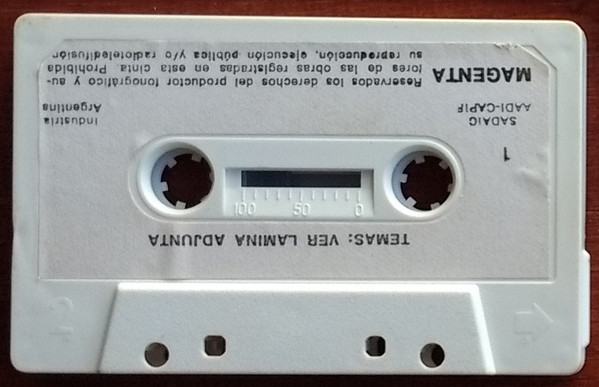 TEMAS: VER LAMINA ADJUNTA
100 50 0
1
SADAIC
AADI-CAPIF
Industria
Argentina
MAGENTA
Reservados los derechos del productor fonográfico y au-
tores de las obras registradas en esta cinta. Prohibida
su reproducción, ejecución pública y/o radioteledifusión